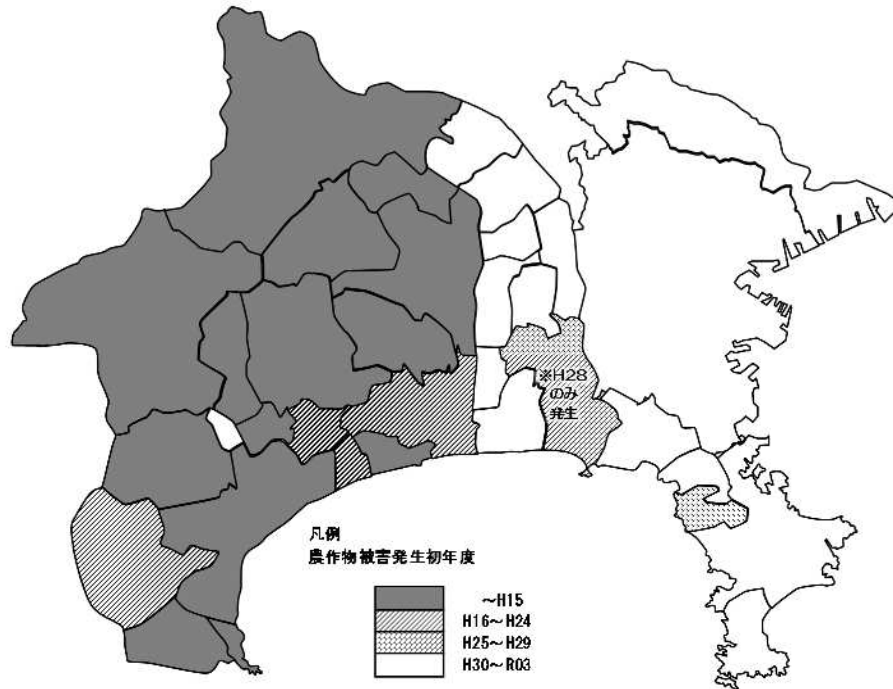 ※H28
のみ
発生
凡例
農作物被害発生初年度
～H15
H16～H24
H25～H29
H30～R03